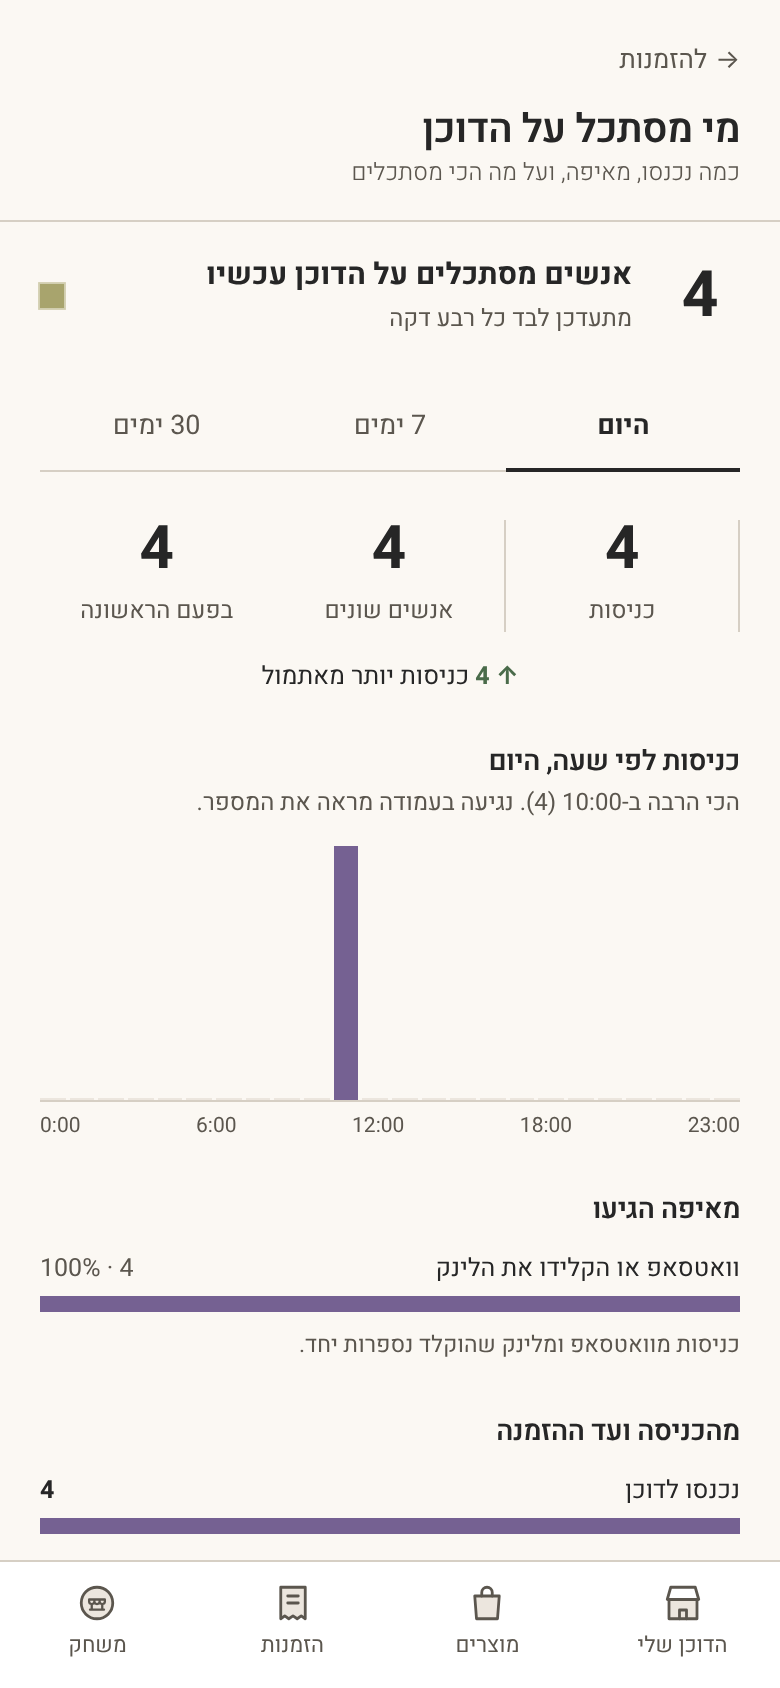 → להזמנות
מי מסתכל על הדוכן
כמה נכנסו, מאיפה, ועל מה הכי מסתכלים
4
אנשים מסתכלים על הדוכן עכשיו
מתעדכן לבד כל רבע דקה
היום
7 ימים
30 ימים
4
כניסות
4
אנשים שונים
4
בפעם הראשונה
↑ 4 כניסות יותר מאתמול
כניסות לפי שעה, היום
הכי הרבה ב-10:00 (4). נגיעה בעמודה מראה את המספר.
0:00 6:00 12:00 18:00 23:00
מאיפה הגיעו
וואטסאפ או הקלידו את הלינק
4 · 100%
כניסות מוואטסאפ ומלינק שהוקלד נספרות יחד.
מהכניסה ועד ההזמנה
נכנסו לדוכן
4
הדוכן שלי
מוצרים
הזמנות
משחק